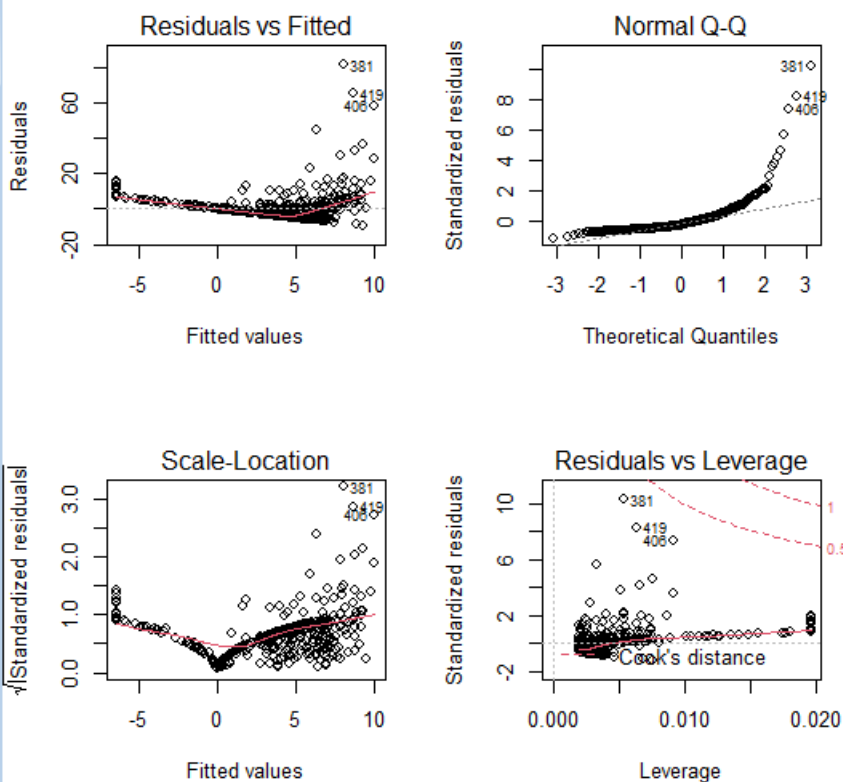 Residuals vs Fitted
Residuals
60
20
-20
381
419
406
-5 0 5 10
Fitted values
Normal Q-Q
Standardized residuals
8
6
4
2
0
381
419
406
-3 -2 -1 0 1 2 3
Theoretical Quantiles
Scale-Location
√|Standardized residuals|
3.0
2.0
1.0
0.0
381
419
406
-5 0 5 10
Fitted values
Residuals vs Leverage
Standardized residuals
10
6
2
-2
381
419
406
1
0.5
Cook's distance
0.000 0.010 0.020
Leverage